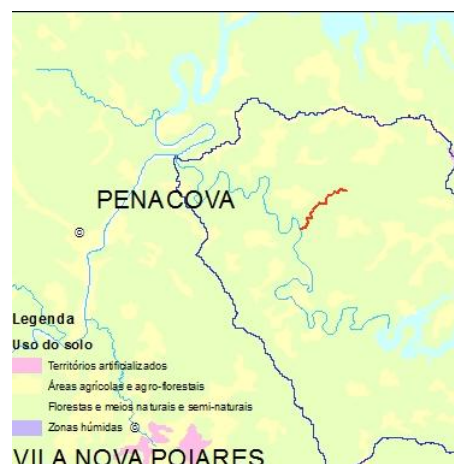 PENACOVA
Legenda
Uso do solo
Territórios artificializados
Áreas agrícolas e agro-florestais
Florestas e meios naturais e semi-naturais
Zonas húmidas
VILA NOVA POIARES